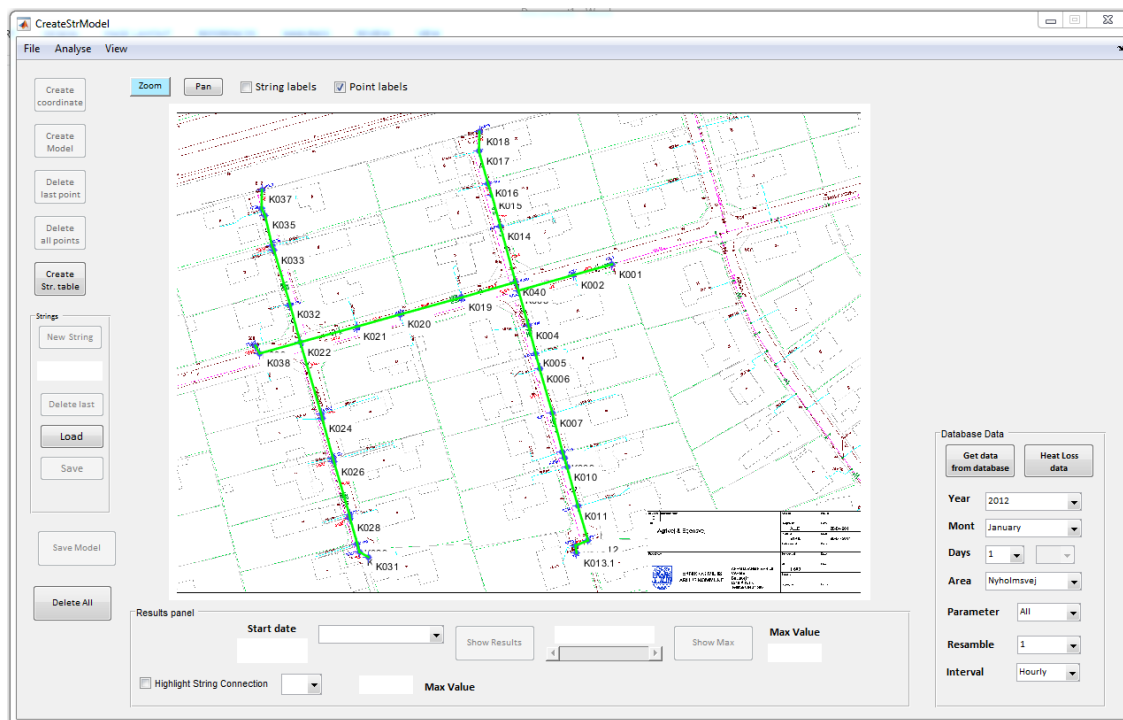 CreateStrModel
File Analyse View
Create coordinate
Create Model
Delete last point
Delete all points
Create Str. table
Zoom Pan String labels Point labels
Strings
New String
Delete last
Load
Save
Save Model
Delete All
K018
K017
K016
K015
K014
K037
K035
K033
K032
K001
K002
K040
K019
K020
K021
K022
K038
K004
K005
K006
K007
K024
K026
K028
K031
K010
K011
K013.1
Database Data
Get data from database
Heat Loss data
Year 2012
Mont January
Days 1
Area Nyholmsvej
Parameter All
Resamble 1
Interval Hourly
Results panel
Start date
Show Results
Show Max
Max Value
Highlight String Connection
Max Value